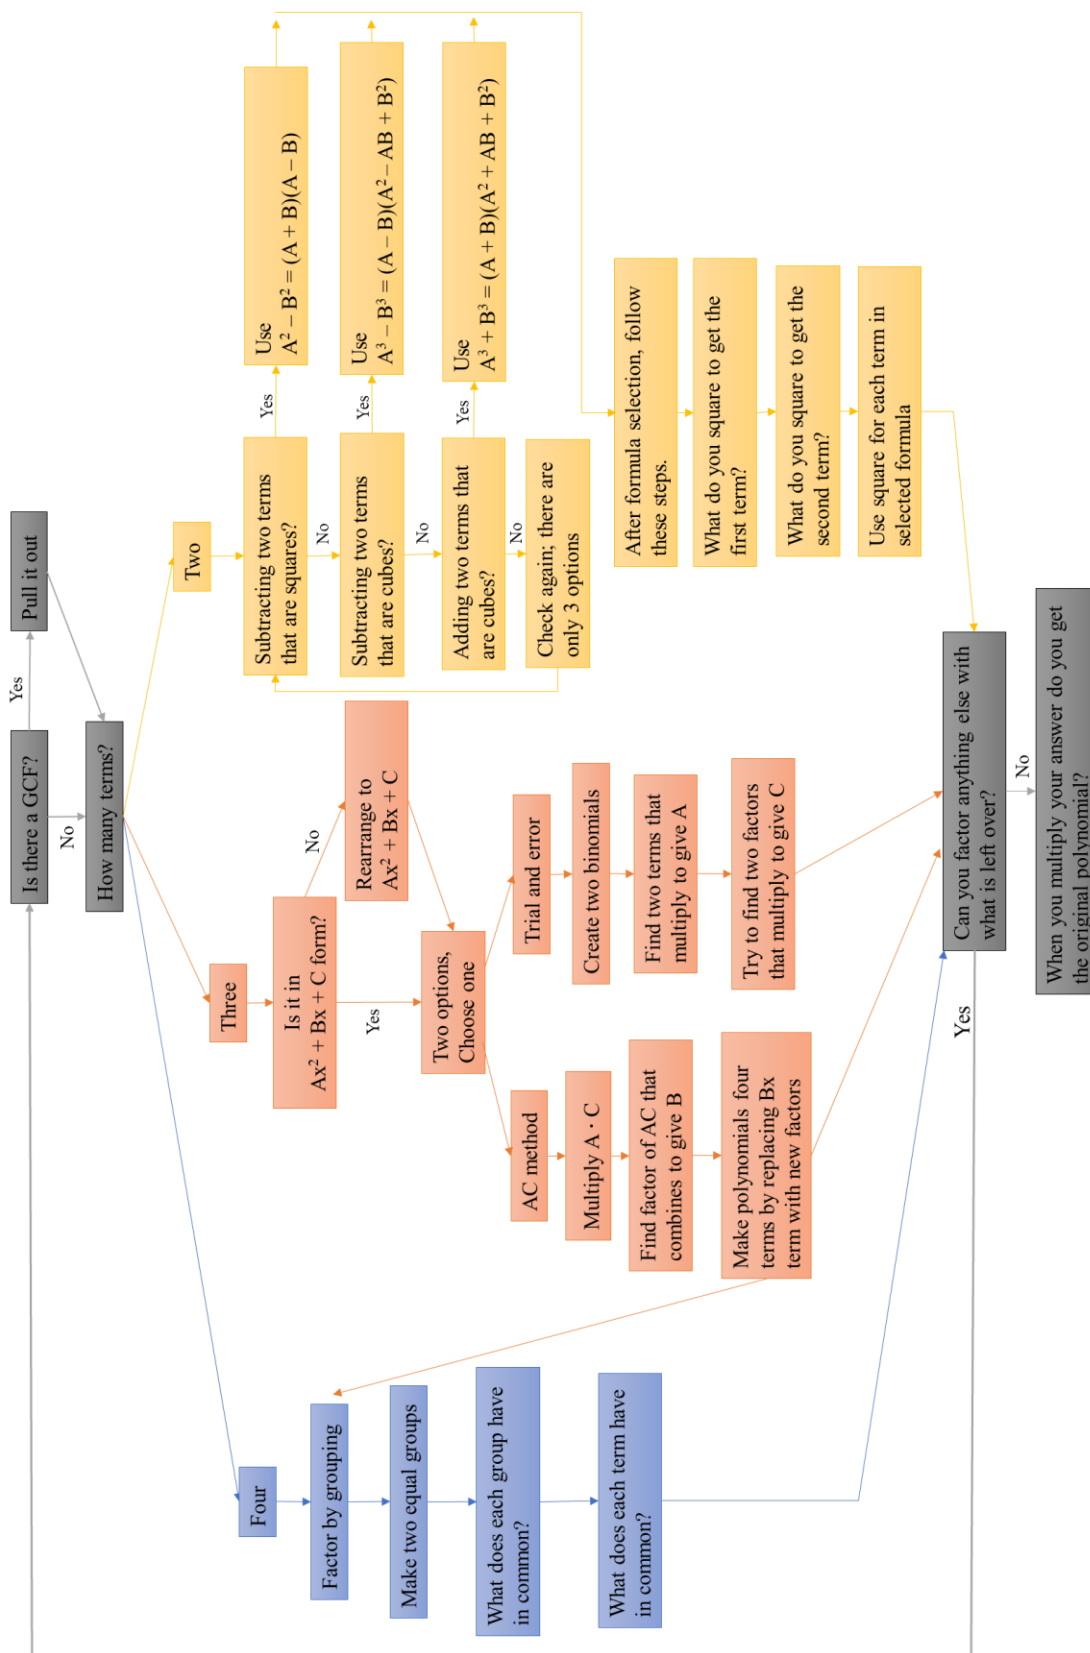 Is there a GCF?
Yes
Pull it out
No
How many terms?
Four
Factor by grouping
Make two equal groups
What does each group have
in common?
What does each term have
in common?
Three
Is it in
Ax² + Bx + C form?
No
Rearrange to
Ax² + Bx + C
Yes
Two options,
Choose one
AC method
Multiply A · C
Find factor of AC that
combines to give B
Make polynomials four
terms by replacing Bx
term with new factors
Trial and error
Create two binomials
Find two terms that
multiply to give A
Try to find two factors
that multiply to give C
Two
Subtracting two terms
that are squares?
Yes
Use
A² – B² = (A + B)(A – B)
No
Subtracting two terms
that are cubes?
Yes
Use
A³ – B³ = (A – B)(A² – AB + B²)
No
Adding two terms that
are cubes?
Yes
Use
A³ + B³ = (A + B)(A² + AB + B²)
No
Check again; there are
only 3 options
After formula selection, follow
these steps.
What do you square to get the
first term?
What do you square to get the
second term?
Use square for each term in
selected formula
Can you factor anything else with
what is left over?
Yes
No
When you multiply your answer do you get
the original polynomial?